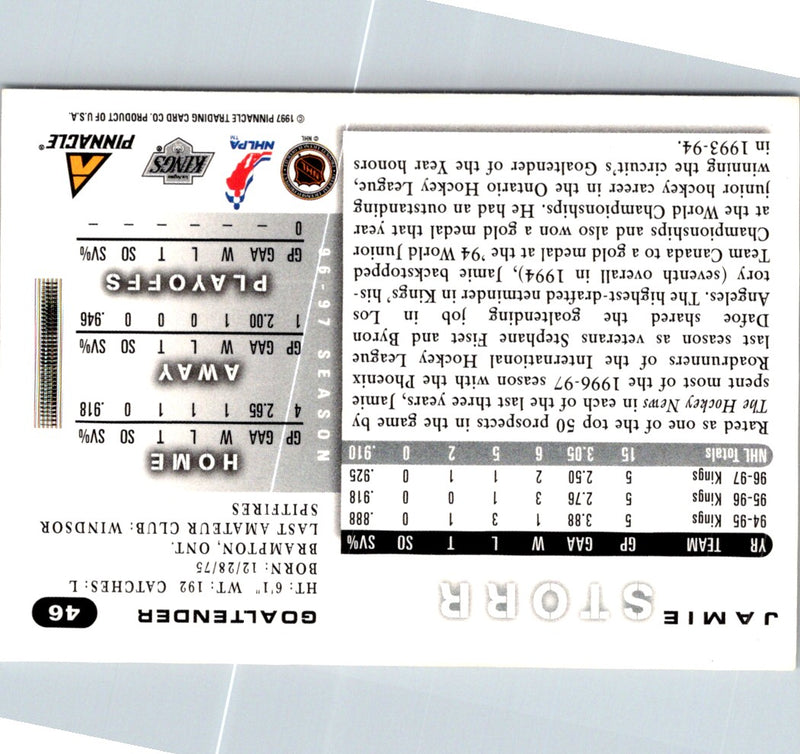 JAMIE STORR
GOALTENDER 46
HT: 6'1" WT: 192 CATCHES: L
BORN: 12/28/75
BRAMPTON, ONT.
LAST AMATEUR CLUB: WINDSOR
SPITFIRES
YR TEAM GP GAA W L T SO SV%
94-95 Kings 5 3.88 1 3 1 0 .888
95-96 Kings 5 2.76 3 1 0 0 .918
96-97 Kings 5 2.50 2 1 1 0 .925
NHL Totals 15 3.05 6 5 2 0 .910
Rated as one of the top 50 prospects in the game by
The Hockey News in each of the last three years, Jamie
spent most of the 1996-97 season with the Phoenix
Roadrunners of the International Hockey League
last season as veterans Stephane Fiset and Byron
Dafoe shared the goaltending job in Los
Angeles. The highest-drafted netminder in Kings' his-
tory (seventh overall in 1994), Jamie backstopped
Team Canada to a gold medal at the '94 World Junior
Championships and also won a gold medal that year
at the World Championships. He had an outstanding
junior hockey career in the Ontario Hockey League,
winning the circuit's Goaltender of the Year honors
in 1993-94.
96-97 SEASON
HOME
GP GAA W L T SO SV%
4 2.65 1 1 1 0 .918
AWAY
GP GAA W L T SO SV%
1 2.00 1 0 0 0 .946
PLAYOFFS
GP GAA W L T SO SV%
0 – – – – – –
NHL
© NHL
NHLPA™
LOS ANGELES KINGS®
PINNACLE®
© 1997 PINNACLE TRADING CARD CO. PRODUCT OF U.S.A.